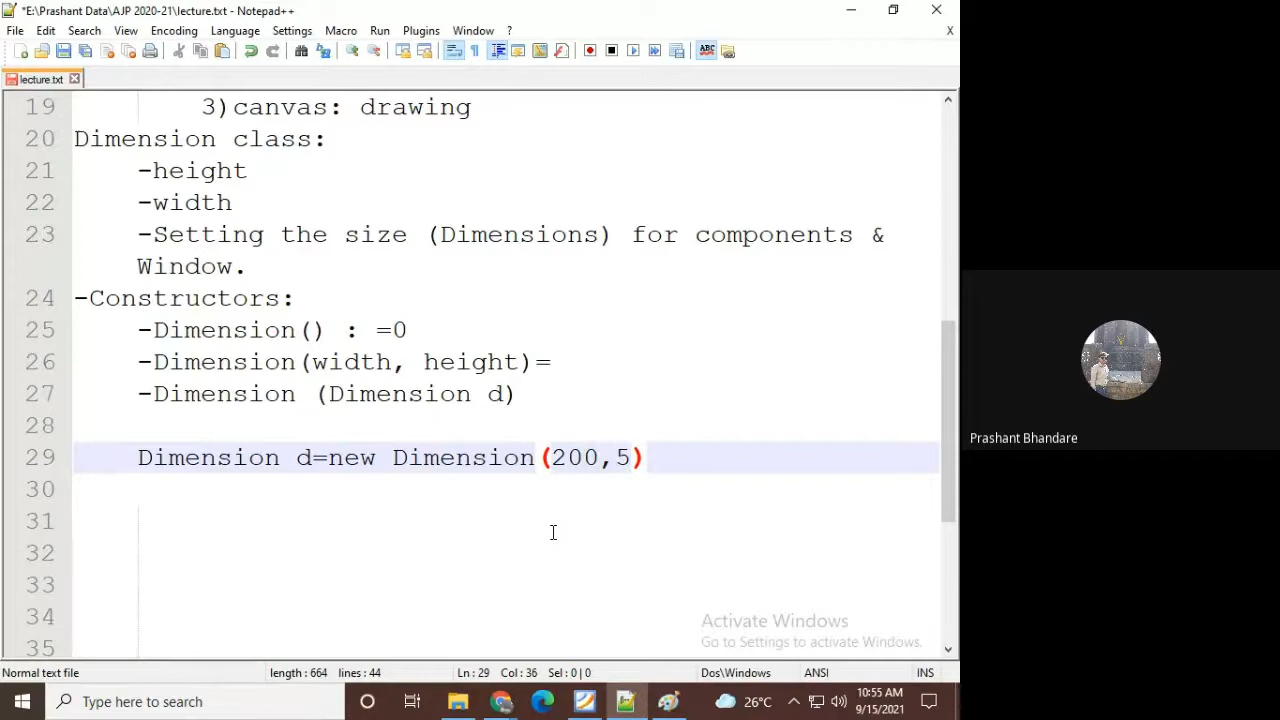 *E:\Prashant Data\AJP 2020-21\lecture.txt - Notepad++
File Edit Search View Encoding Language Settings Macro Run Plugins Window ? X
lecture.txt
19 3)canvas: drawing
20 Dimension class:
21 -height
22 -width
23 -Setting the size (Dimensions) for components &
Window.
24 -Constructors:
25 -Dimension() : =0
26 -Dimension(width, height)=
27 -Dimension (Dimension d)
28
29 Dimension d=new Dimension(200,5)
30
31
32
33
34
35
Prashant Bhandare
Activate Windows
Go to Settings to activate Windows.
Normal text file length : 664 lines : 44 Ln : 29 Col : 36 Sel : 0 | 0 Dos\Windows ANSI INS
Type here to search 26°C 10:55 AM
9/15/2021